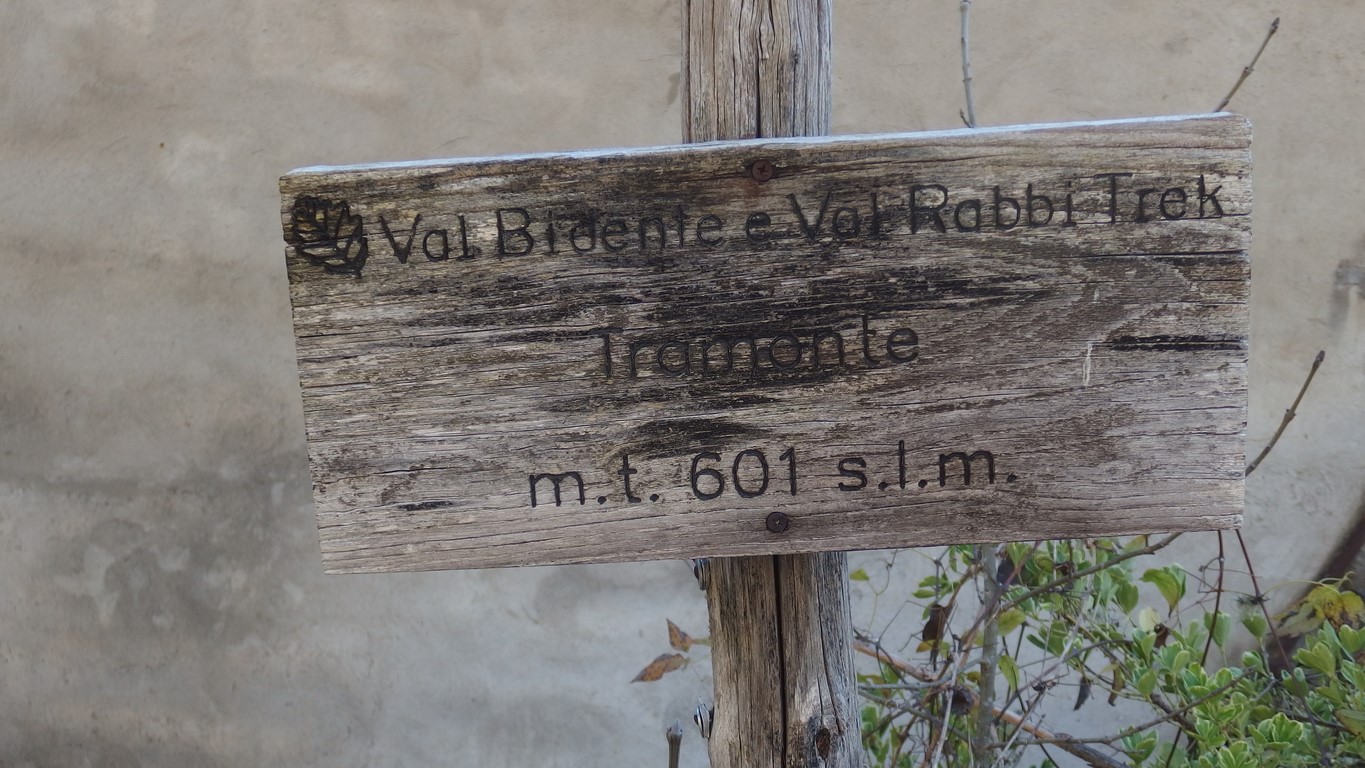 Val Bidente e Val Rabbi Trek
Tramonte
m.t. 601 s.l.m.